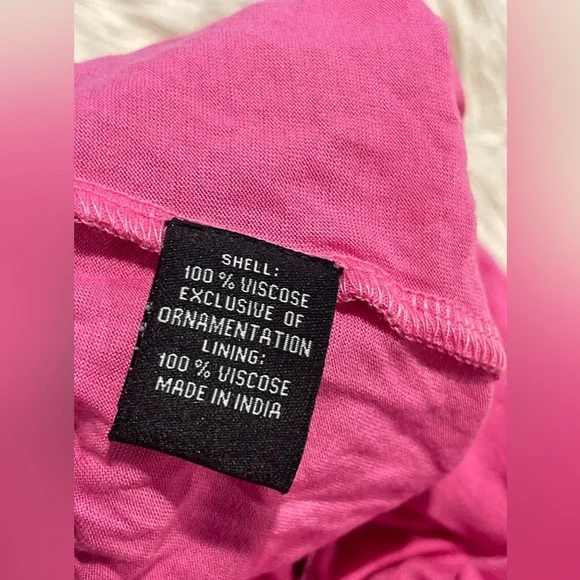 SHELL:
100 % VISCOSE
EXCLUSIVE OF
ORNAMENTATION
LINING:
100 % VISCOSE
MADE IN INDIA